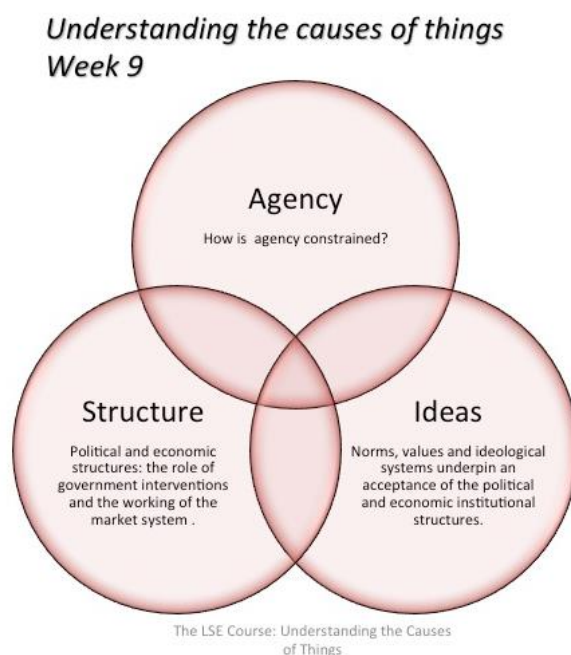 Understanding the causes of things
Week 9
Agency
How is agency constrained?
Structure
Political and economic
structures: the role of
government interventions
and the working of the
market system .
Ideas
Norms, values and ideological
systems underpin an
acceptance of the political
and economic institutional
structures.
The LSE Course: Understanding the Causes
of Things